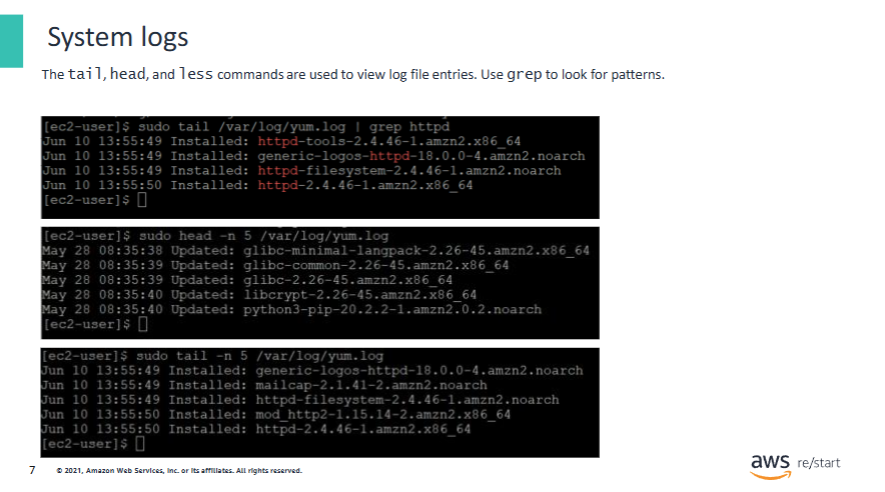 System logs
The tail, head, and less commands are used to view log file entries. Use grep to look for patterns.
[ec2-user]$ sudo tail /var/log/yum.log | grep httpd
Jun 10 13:55:49 Installed: httpd-tools-2.4.46-1.amzn2.x86_64
Jun 10 13:55:49 Installed: generic-logos-httpd-18.0.0-4.amzn2.noarch
Jun 10 13:55:49 Installed: httpd-filesystem-2.4.46-1.amzn2.noarch
Jun 10 13:55:50 Installed: httpd-2.4.46-1.amzn2.x86_64
[ec2-user]$
[ec2-user]$ sudo head -n 5 /var/log/yum.log
May 28 08:35:38 Updated: glibc-minimal-langpack-2.26-45.amzn2.x86_64
May 28 08:35:39 Updated: glibc-common-2.26-45.amzn2.x86_64
May 28 08:35:39 Updated: glibc-2.26-45.amzn2.x86_64
May 28 08:35:40 Updated: libcrypt-2.26-45.amzn2.x86_64
May 28 08:35:40 Updated: python3-pip-20.2.2-1.amzn2.0.2.noarch
[ec2-user]$
[ec2-user]$ sudo tail -n 5 /var/log/yum.log
Jun 10 13:55:49 Installed: generic-logos-httpd-18.0.0-4.amzn2.noarch
Jun 10 13:55:49 Installed: mailcap-2.1.41-2.amzn2.noarch
Jun 10 13:55:49 Installed: httpd-filesystem-2.4.46-1.amzn2.noarch
Jun 10 13:55:50 Installed: mod_http2-1.15.14-2.amzn2.x86_64
Jun 10 13:55:50 Installed: httpd-2.4.46-1.amzn2.x86_64
[ec2-user]$
7 © 2021, Amazon Web Services, Inc. or its affiliates. All rights reserved.
aws re/start